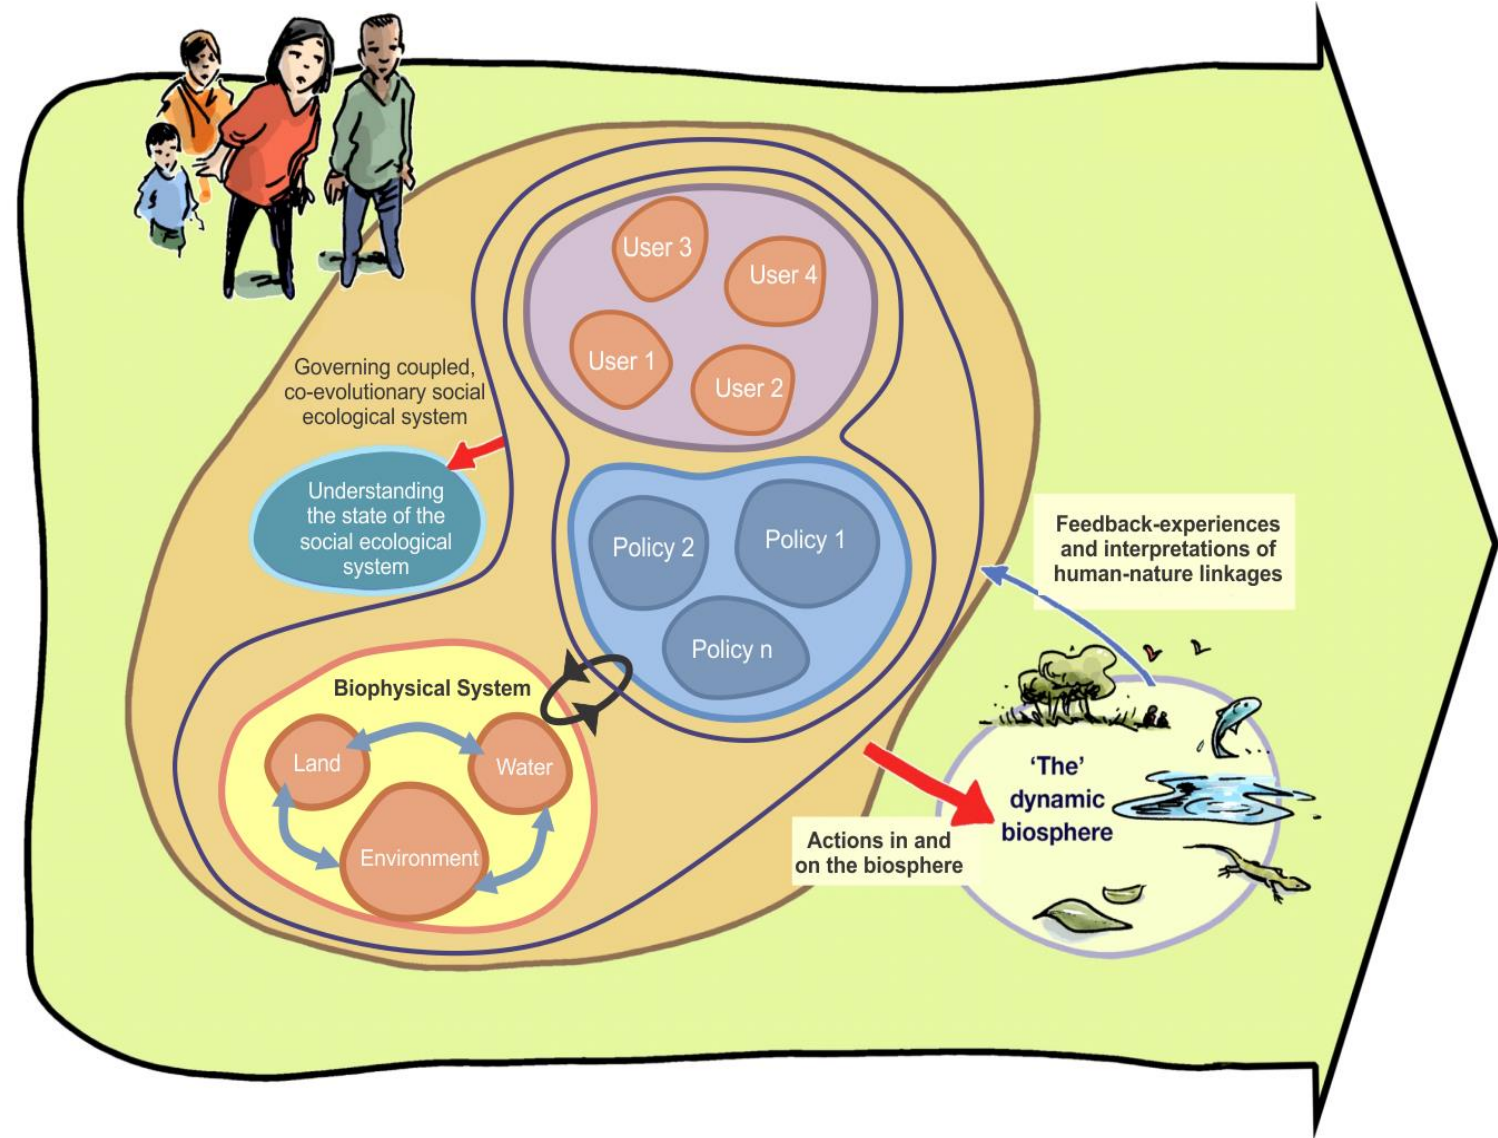 User 3
User 4
User 1
User 2
Governing coupled,
co-evolutionary social
ecological system
Understanding
the state of the
social ecological
system
Policy 2
Policy 1
Policy n
Feedback-experiences
and interpretations of
human-nature linkages
Biophysical System
Land
Water
Environment
‘The’
dynamic
biosphere
Actions in and
on the biosphere